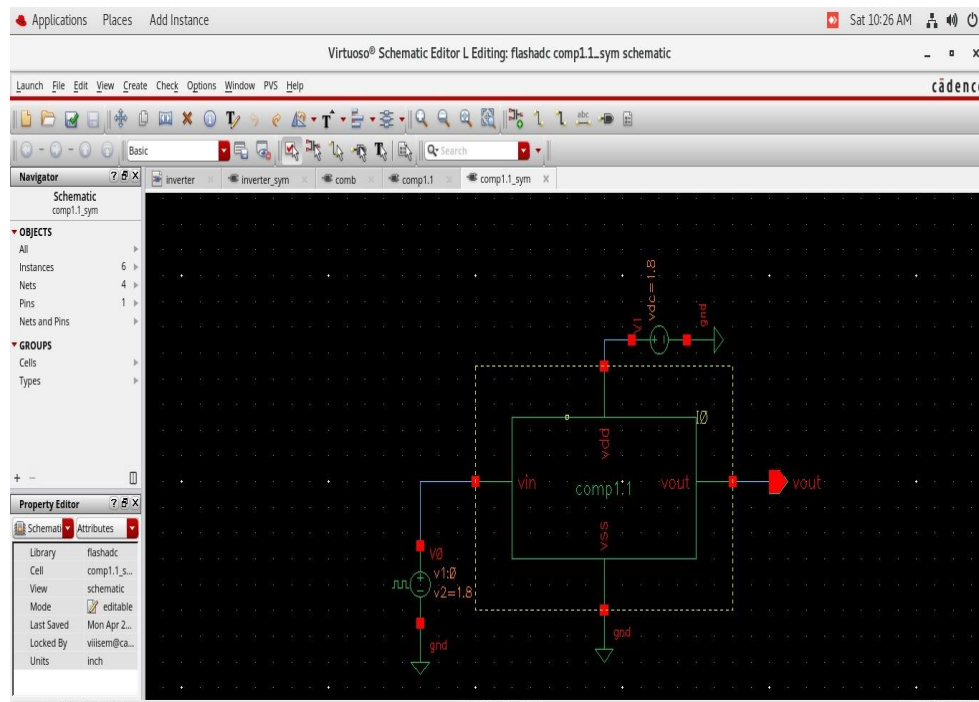 Applications Places Add Instance Sat 10:26 AM
Virtuoso® Schematic Editor L Editing: flashadc comp1.1_sym schematic
Launch File Edit View Create Check Options Window PVS Help cādenc
Basic Search
Navigator inverter inverter_sym comb comp1.1 comp1.1_sym
Schematic
comp1.1_sym
OBJECTS
All
Instances 6
Nets 4
Pins 1
Nets and Pins
GROUPS
Cells
Types
Property Editor
Schemati Attributes
Library flashadc
Cell comp1.1_s...
View schematic
Mode editable
Last Saved Mon Apr 2...
Locked By viiisem@ca...
Units inch
V1
vdc=1.8
gnd
I0
vdd
vin comp1.1 vout vout
vss
V0
v1:0
v2=1.8
gnd
gnd